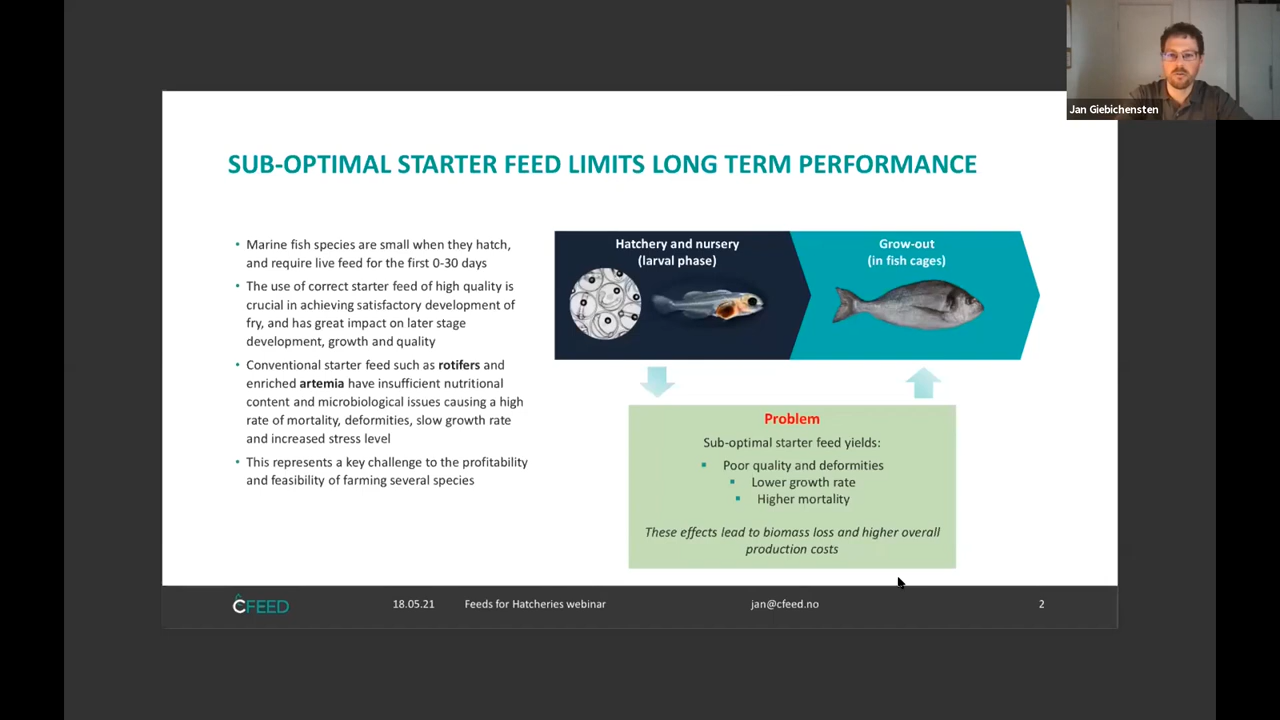 Jan Giebichensten
SUB-OPTIMAL STARTER FEED LIMITS LONG TERM PERFORMANCE
• Marine fish species are small when they hatch,
and require live feed for the first 0-30 days
• The use of correct starter feed of high quality is
crucial in achieving satisfactory development of
fry, and has great impact on later stage
development, growth and quality
• Conventional starter feed such as rotifers and
enriched artemia have insufficient nutritional
content and microbiological issues causing a high
rate of mortality, deformities, slow growth rate
and increased stress level
• This represents a key challenge to the profitability
and feasibility of farming several species
Hatchery and nursery
(larval phase)
Grow-out
(in fish cages)
Problem
Sub-optimal starter feed yields:
▪ Poor quality and deformities
▪ Lower growth rate
▪ Higher mortality
These effects lead to biomass loss and higher overall
production costs
CFEED
18.05.21
Feeds for Hatcheries webinar
jan@cfeed.no
2